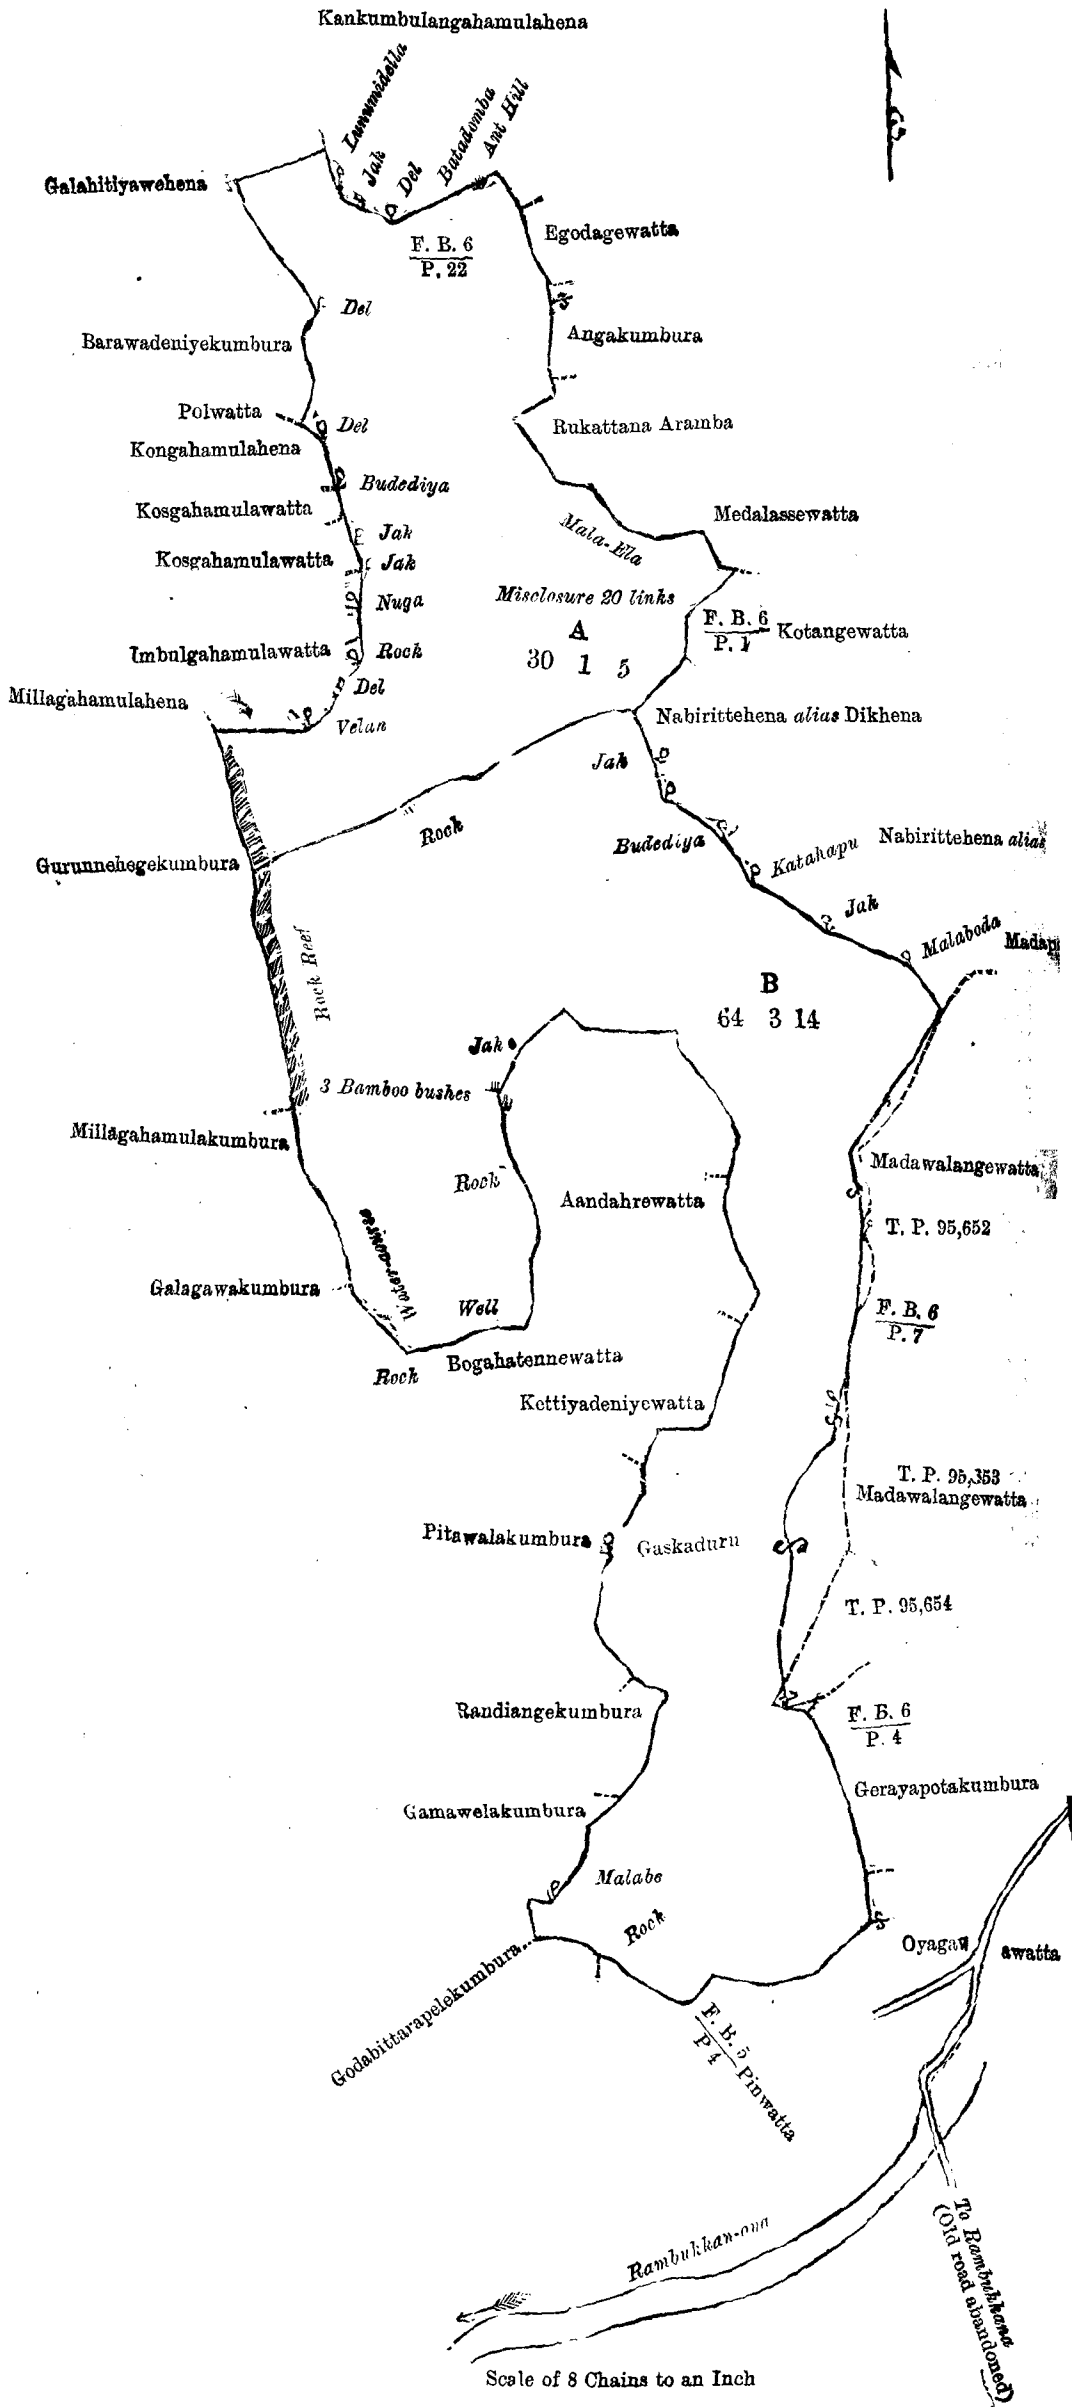 Kankumbulangahamulahena
Lunumidella
Jak
Del
Batadomba
Ant Hill
Galahitiyawehena
F. B. 6
P. 22
Egodagewatta
Del
Barawadeniyekumbura
Angakumbura
Polwatta
Del
Rukattana Aramba
Kongahamulahena
Budediya
Kosgahamulawatta
Medalassewatta
Jak
Mala-Ela
Kosgahamulawatta
Jak
Nuga
Misclosure 20 links
F. B. 6
P. 1
Kotangewatta
A
30 1 5
Imbulgahamulawatta
Rock
Del
Millagahamulahena
Velan
Nabirittehena alias Dikhena
Jak
Rock
Budediya
Katahapu
Nabirittehena alias
Gurunnehegekumbura
Jak
Malaboda
Madap
Rock Reef
B
64 3 14
Jak
3 Bamboo bushes
Millagahamulakumbura
Rock
Aandahrewatta
Madawalangewatta
T. P. 95,652
Water-course
Galagawakumbura
Well
F. B. 6
P. 7
Rock
Bogahatennewatta
Kettiyadeniyewatta
T. P. 95,353
Madawalangewatta
Pitawalakumbura
Gaskaduru
T. P. 95,654
Randiangekumbura
F. B. 6
P. 4
Gerayapotakumbura
Gamawelakumbura
Malabe
Rock
Oyagaw awatta
Godabittarapelekumbura
F. B. 5
P 4
Pinwatta
Rambukkan-oya
To Rambukkana
(Old road abandoned)
Scale of 8 Chains to an Inch